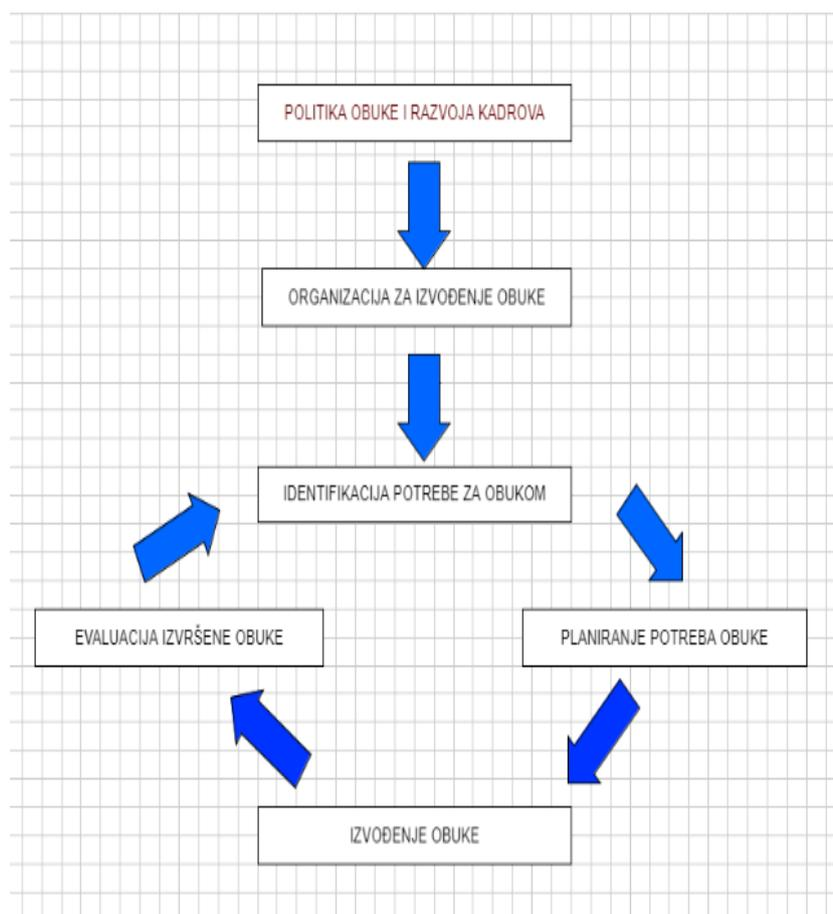 POLITIKA OBUKE I RAZVOJA KADROVA
ORGANIZACIJA ZA IZVOĐENJE OBUKE
IDENTIFIKACIJA POTREBE ZA OBUKOM
EVALUACIJA IZVRŠENE OBUKE
PLANIRANJE POTREBA OBUKE
IZVOĐENJE OBUKE